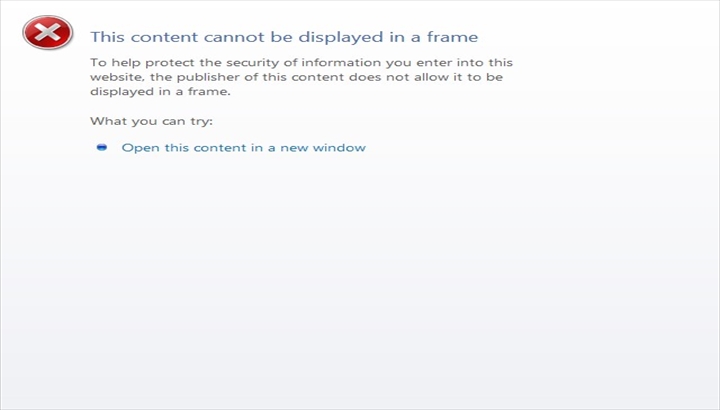 This content cannot be displayed in a frame
To help protect the security of information you enter into this
website, the publisher of this content does not allow it to be
displayed in a frame.
What you can try:
Open this content in a new window